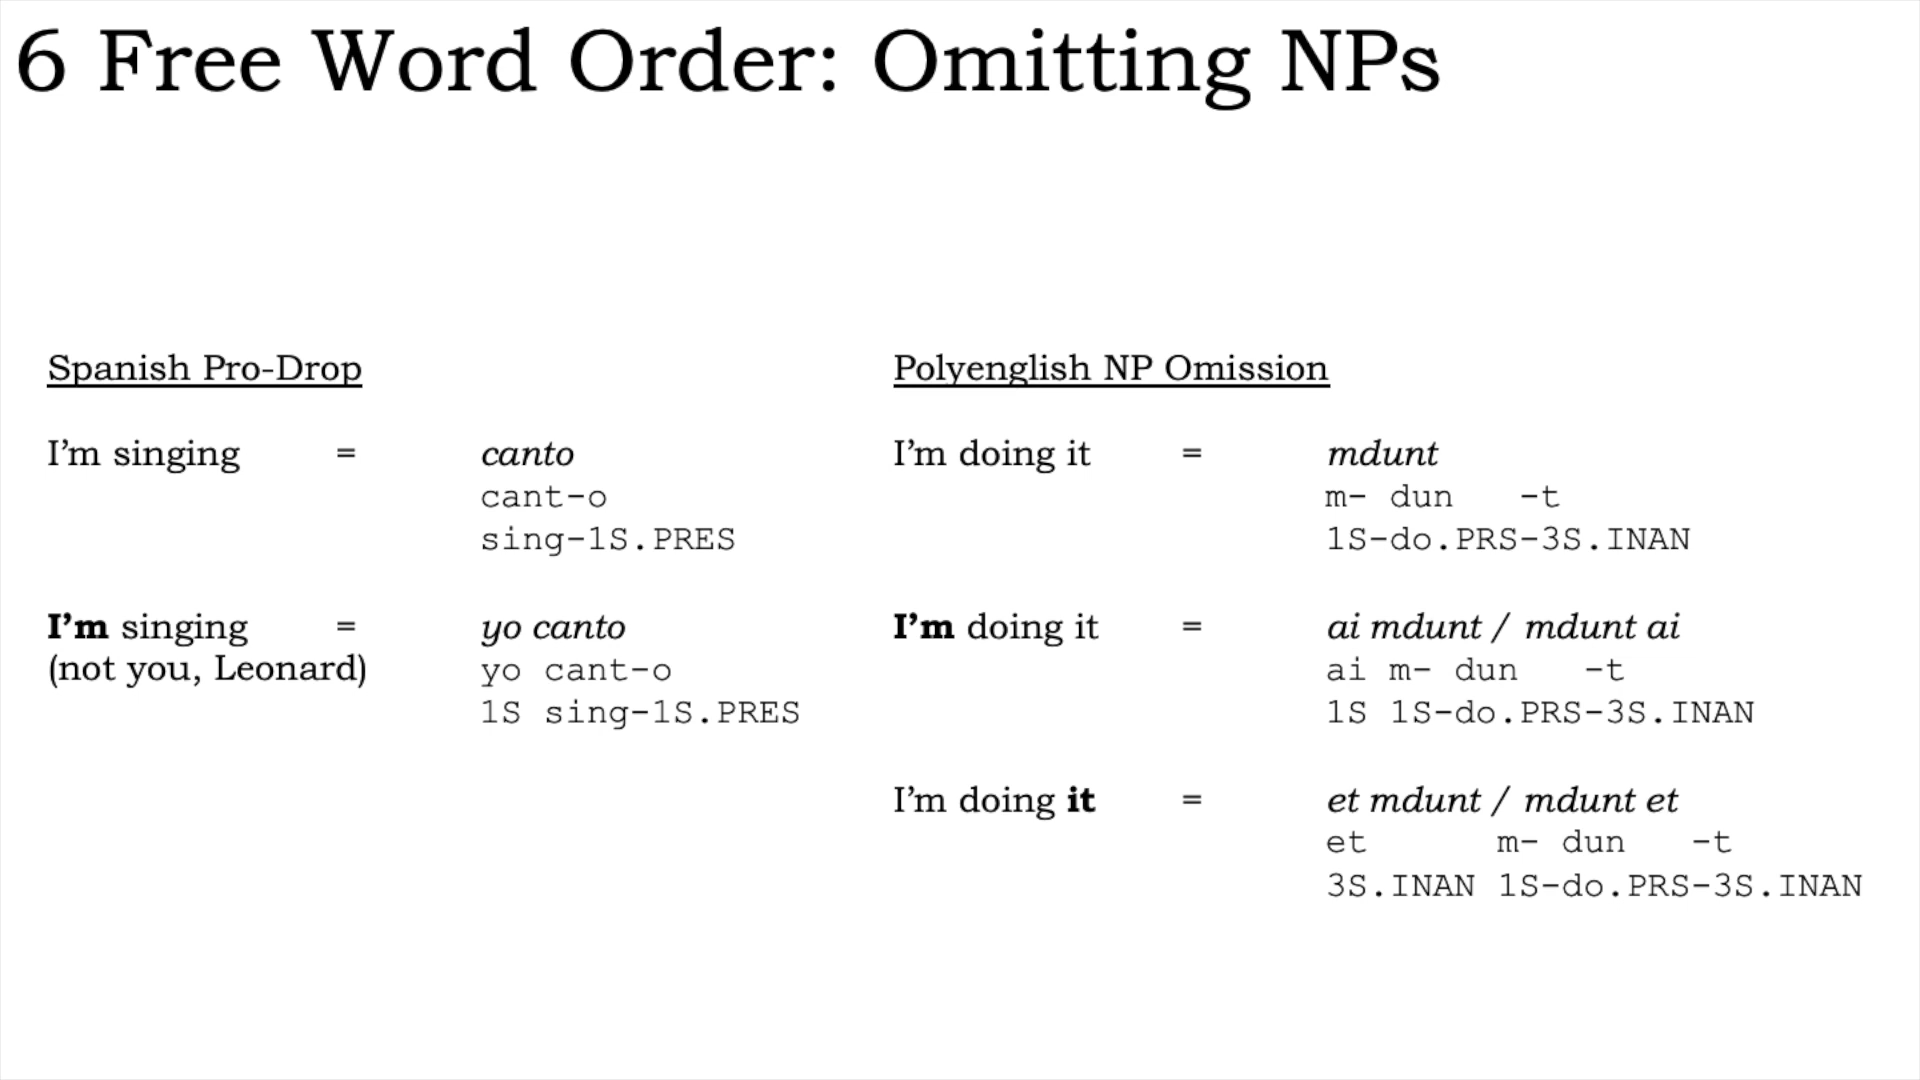 6 Free Word Order: Omitting NPs
Spanish Pro-Drop
I'm singing = canto
cant-o
sing-1S.PRES
I'm singing = yo canto
(not you, Leonard) yo cant-o
1S sing-1S.PRES
Polyenglish NP Omission
I'm doing it = mdunt
m- dun -t
1S-do.PRS-3S.INAN
I'm doing it = ai mdunt / mdunt ai
ai m- dun -t
1S 1S-do.PRS-3S.INAN
I'm doing it = et mdunt / mdunt et
et m- dun -t
3S.INAN 1S-do.PRS-3S.INAN